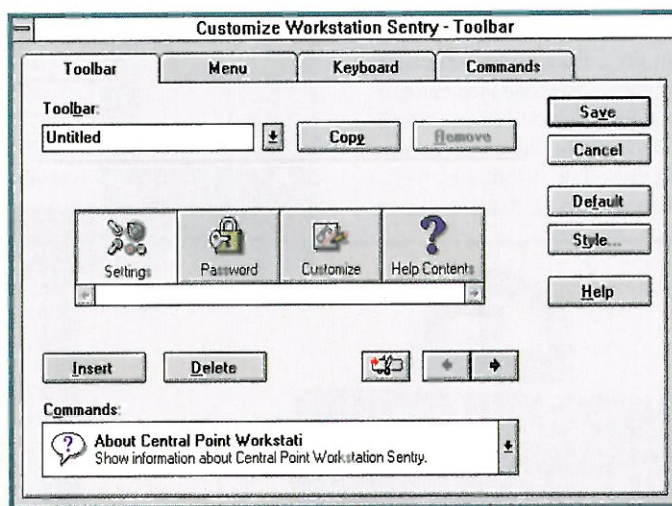 Customize Workstation Sentry - Toolbar
Toolbar
Menu
Keyboard
Commands
Toolbar:
Untitled
Copy
Remove
Save
Cancel
Default
Style...
Help
Settings
Password
Customize
Help Contents
Insert
Delete
Commands:
About Central Point Workstati
Show information about Central Point Workstation Sentry.